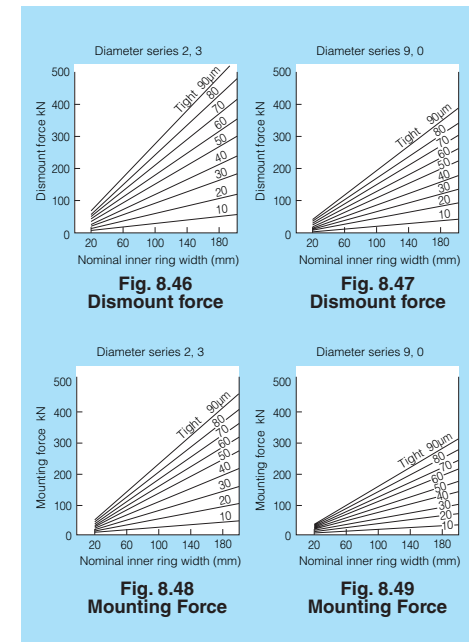 Diameter series 2, 3
500
400
300
200
100
0
Dismount force kN
Tight 90μm
80
70
60
50
40
30
20
10
20 60 100 140 180
Nominal inner ring width (mm)
Fig. 8.46
Dismount force
Diameter series 9, 0
500
400
300
200
100
0
Dismount force kN
Tight 90μm
80
70
60
50
40
30
20
10
20 60 100 140 180
Nominal inner ring width (mm)
Fig. 8.47
Dismount force
Diameter series 2, 3
500
400
300
200
100
0
Mounting force kN
Tight 90μm
80
70
60
50
40
30
20
10
20 60 100 140 180
Nominal inner ring width (mm)
Fig. 8.48
Mounting Force
Diameter series 9, 0
500
400
300
200
100
0
Mounting force kN
Tight 90μm
80
70
60
50
40
30
20
10
20 60 100 140 180
Nominal inner ring width (mm)
Fig. 8.49
Mounting Force